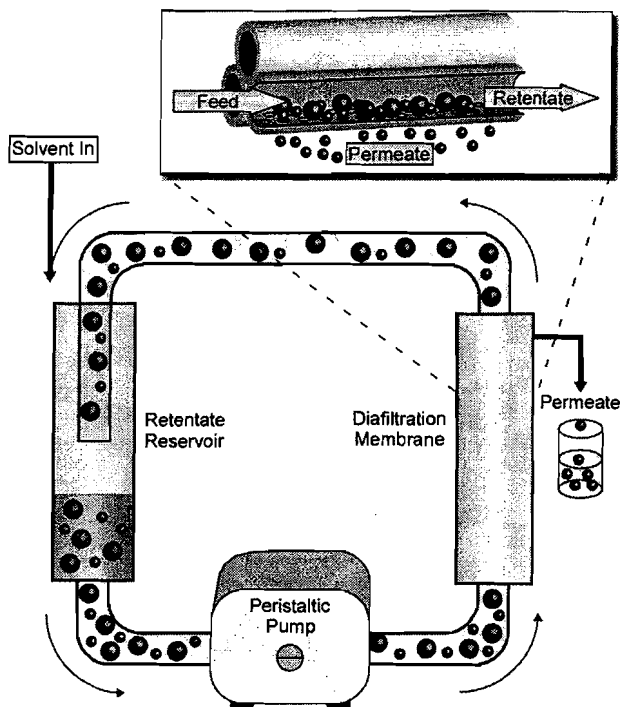 Feed
Retentate
Permeate
Solvent In
Retentate
Reservoir
Diafiltration
Membrane
Permeate
Peristaltic
Pump